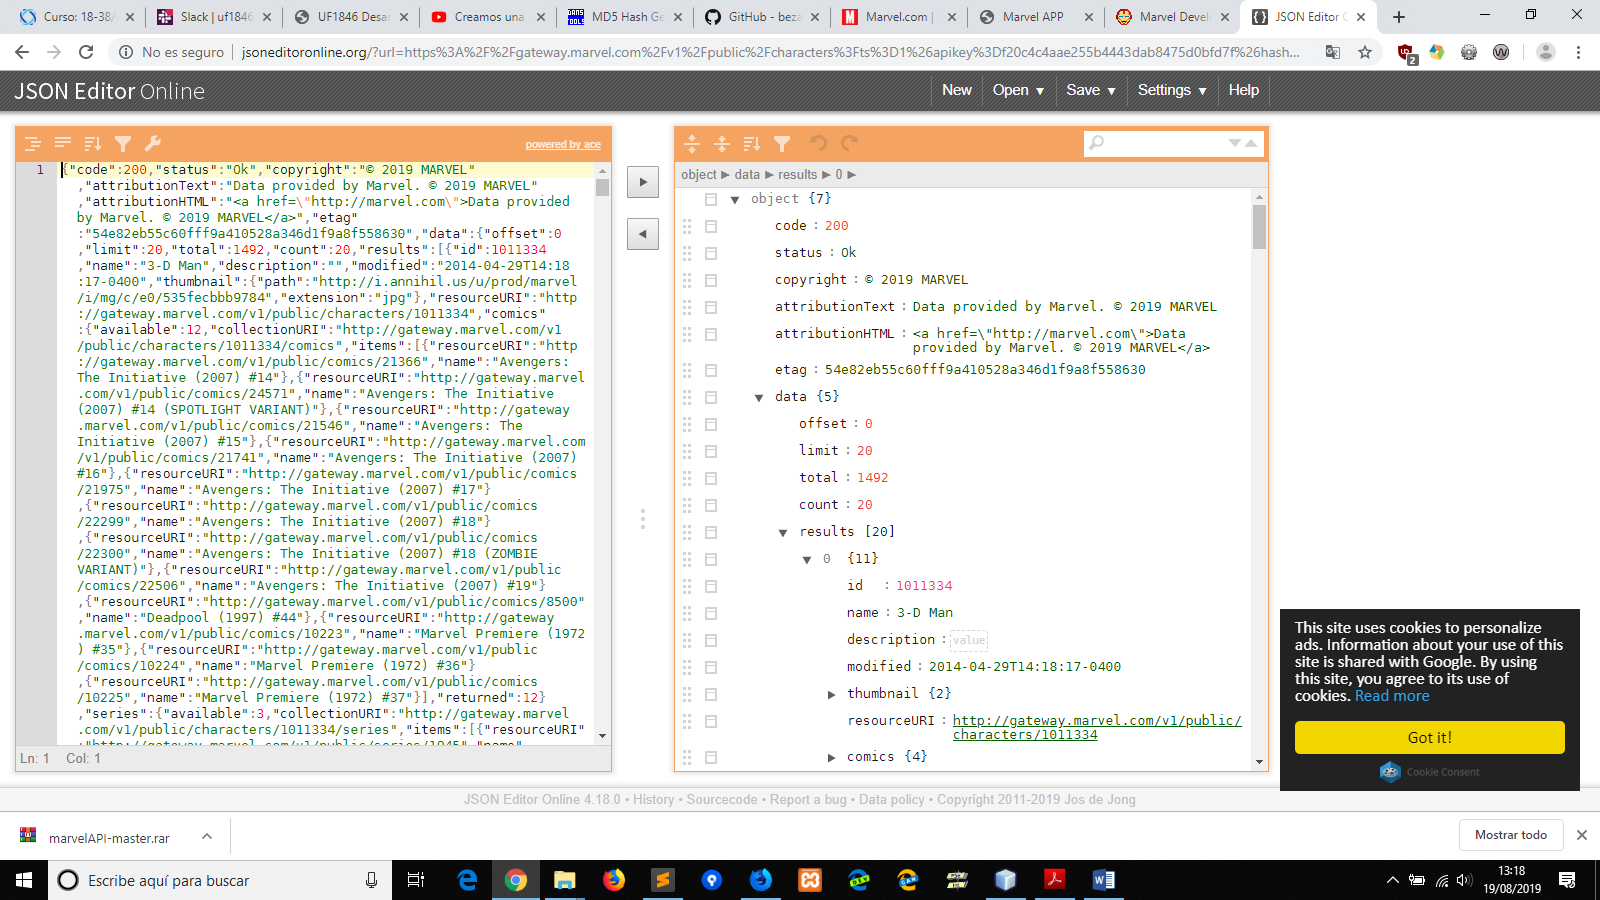 Curso: 18-38/
Slack | uf1846
UF1846 Desar
Creamos una
MD5 Hash Ge
GitHub - beza
Marvel.com |
Marvel APP
Marvel Develo
JSON Editor O
No es seguro | jsoneditoronline.org/?url=https%3A%2F%2Fgateway.marvel.com%2Fv1%2Fpublic%2Fcharacters%3Fts%3D1%26apikey%3Df20c4c4aae255b4443dab8475d0bfd7f%26hash...
2
JSON Editor Online
New Open ▼ Save ▼ Settings ▼ Help
powered by ace
1 {"code":200,"status":"Ok","copyright":"© 2019 MARVEL"
,"attributionText":"Data provided by Marvel. © 2019 MARVEL"
,"attributionHTML":"<a href=\"http://marvel.com\">Data provided
by Marvel. © 2019 MARVEL</a>","etag"
:"54e82eb55c60fff9a410528a346d1f9a8f558630","data":{"offset":0
,"limit":20,"total":1492,"count":20,"results":[{"id":1011334
,"name":"3-D Man","description":"","modified":"2014-04-29T14:18
:17-0400","thumbnail":{"path":"http://i.annihil.us/u/prod/marvel
/i/mg/c/e0/535fecbbb9784","extension":"jpg"},"resourceURI":"http
://gateway.marvel.com/v1/public/characters/1011334","comics"
:{"available":12,"collectionURI":"http://gateway.marvel.com/v1
/public/characters/1011334/comics","items":[{"resourceURI":"http
://gateway.marvel.com/v1/public/comics/21366","name":"Avengers:
The Initiative (2007) #14"},{"resourceURI":"http://gateway.marvel
.com/v1/public/comics/24571","name":"Avengers: The Initiative
(2007) #14 (SPOTLIGHT VARIANT)"},{"resourceURI":"http://gateway
.marvel.com/v1/public/comics/21546","name":"Avengers: The
Initiative (2007) #15"},{"resourceURI":"http://gateway.marvel.com
/v1/public/comics/21741","name":"Avengers: The Initiative (2007)
#16"},{"resourceURI":"http://gateway.marvel.com/v1/public/comics
/21975","name":"Avengers: The Initiative (2007) #17"}
,{"resourceURI":"http://gateway.marvel.com/v1/public/comics
/22299","name":"Avengers: The Initiative (2007) #18"}
,{"resourceURI":"http://gateway.marvel.com/v1/public/comics
/22300","name":"Avengers: The Initiative (2007) #18 (ZOMBIE
VARIANT)"},{"resourceURI":"http://gateway.marvel.com/v1/public
/comics/22506","name":"Avengers: The Initiative (2007) #19"}
,{"resourceURI":"http://gateway.marvel.com/v1/public/comics/8500"
,"name":"Deadpool (1997) #44"},{"resourceURI":"http://gateway
.marvel.com/v1/public/comics/10223","name":"Marvel Premiere (1972
) #35"},{"resourceURI":"http://gateway.marvel.com/v1/public
/comics/10224","name":"Marvel Premiere (1972) #36"}
,{"resourceURI":"http://gateway.marvel.com/v1/public/comics
/10225","name":"Marvel Premiere (1972) #37"}],"returned":12}
,"series":{"available":3,"collectionURI":"http://gateway.marvel
.com/v1/public/characters/1011334/series","items":[{"resourceURI"
:"http://gateway.marvel.com/v1/public/series/1945","name"
Ln: 1 Col: 1
object ► data ► results ► 0 ►
object {7}
code : 200
status : Ok
copyright : © 2019 MARVEL
attributionText : Data provided by Marvel. © 2019 MARVEL
attributionHTML : <a href=\"http://marvel.com\">Data
provided by Marvel. © 2019 MARVEL</a>
etag : 54e82eb55c60fff9a410528a346d1f9a8f558630
data {5}
offset : 0
limit : 20
total : 1492
count : 20
results [20]
0 {11}
id : 1011334
name : 3-D Man
description : value
modified : 2014-04-29T14:18:17-0400
thumbnail {2}
resourceURI : http://gateway.marvel.com/v1/public/
characters/1011334
comics {4}
This site uses cookies to personalize
ads. Information about your use of this
site is shared with Google. By using
this site, you agree to its use of
cookies. Read more
Got it!
Cookie Consent
JSON Editor Online 4.18.0 • History • Sourcecode • Report a bug • Data policy • Copyright 2011-2019 Jos de Jong
marvelAPI-master.rar
Mostrar todo
Escribe aquí para buscar
13:18
19/08/2019